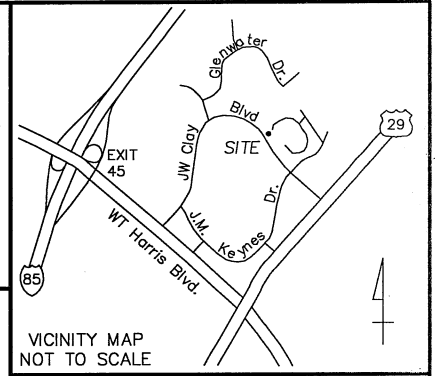 Glenwater Dr.
29
Blvd
JW Clay
SITE
EXIT
45
Dr.
J.M.
Keynes
WT Harris Blvd.
85
VICINITY MAP
NOT TO SCALE